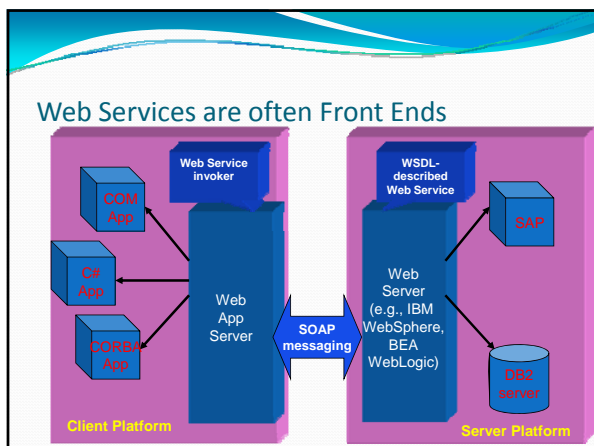 Web Services are often Front Ends
Web Service
invoker
COM
App
C#
App
CORBA
App
Web
App
Server
Client Platform
SOAP
messaging
WSDL-
described
Web Service
Web
Server
(e.g., IBM
WebSphere,
BEA
WebLogic)
SAP
DB2
server
Server Platform